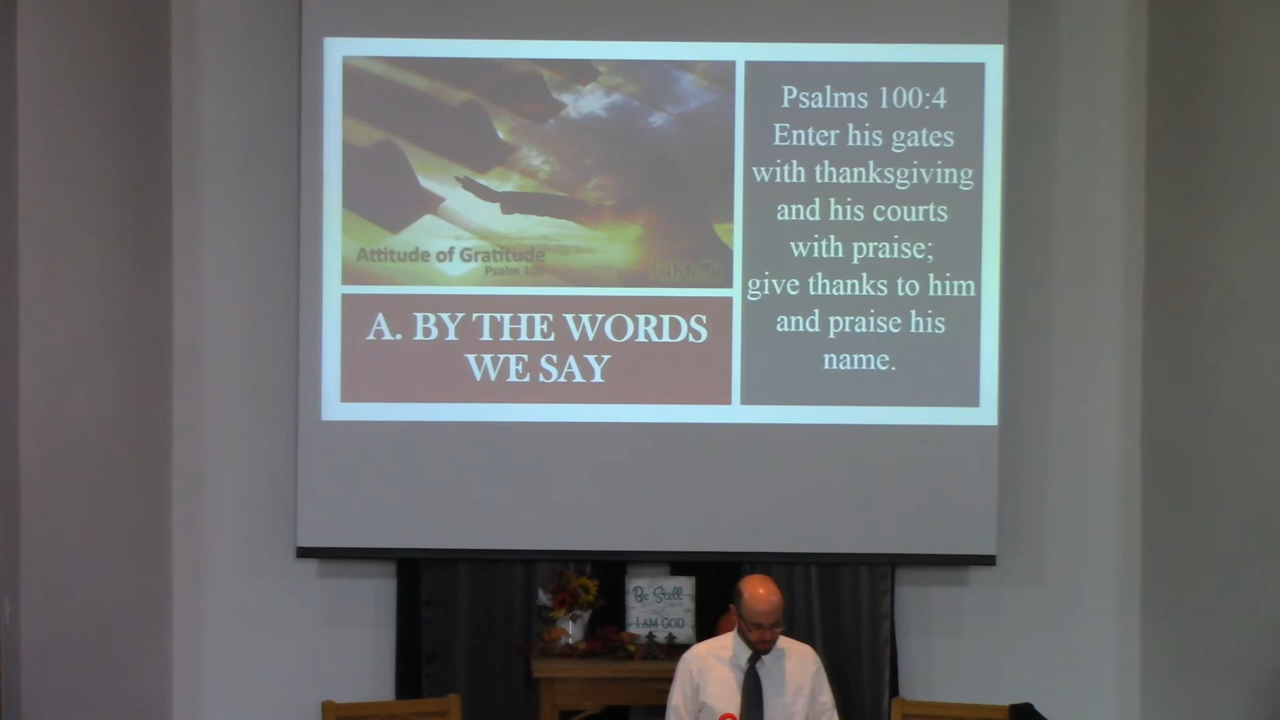 Attitude of Gratitude
Psalm 100
A. BY THE WORDS
WE SAY
Psalms 100:4
Enter his gates
with thanksgiving
and his courts
with praise;
give thanks to him
and praise his
name.
Be Still
I AM GOD